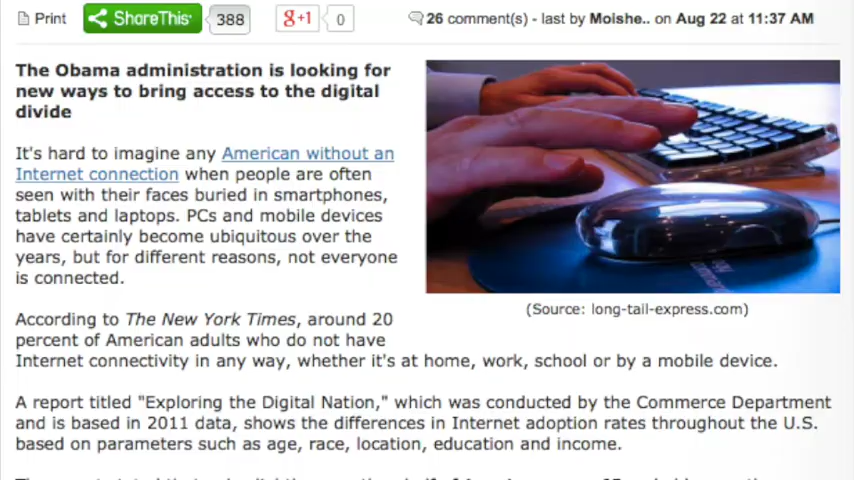 Print ShareThis 388 g+1 0 26 comment(s) - last by Moishe.. on Aug 22 at 11:37 AM
The Obama administration is looking for
new ways to bring access to the digital
divide
It's hard to imagine any American without an
Internet connection when people are often
seen with their faces buried in smartphones,
tablets and laptops. PCs and mobile devices
have certainly become ubiquitous over the
years, but for different reasons, not everyone
is connected.
(Source: long-tail-express.com)
According to The New York Times, around 20
percent of American adults who do not have
Internet connectivity in any way, whether it's at home, work, school or by a mobile device.
A report titled "Exploring the Digital Nation," which was conducted by the Commerce Department
and is based in 2011 data, shows the differences in Internet adoption rates throughout the U.S.
based on parameters such as age, race, location, education and income.